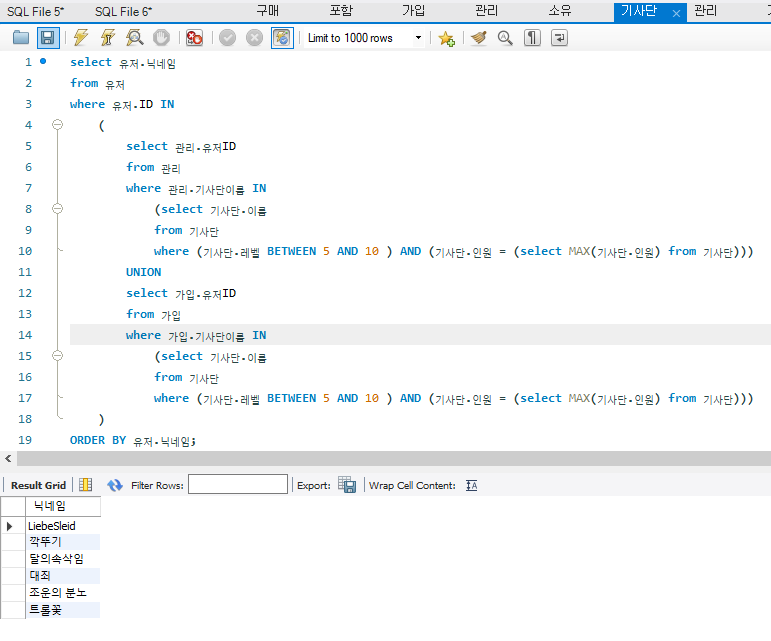 SQL File 5* SQL File 6* 구매 포함 가입 관리 소유 기사단 × 관리
Limit to 1000 rows
1 select 유저.닉네임
2 from 유저
3 where 유저.ID IN
4 (
5 select 관리.유저ID
6 from 관리
7 where 관리.기사단이름 IN
8 (select 기사단.이름
9 from 기사단
10 where (기사단.레벨 BETWEEN 5 AND 10 ) AND (기사단.인원 = (select MAX(기사단.인원) from 기사단)))
11 UNION
12 select 가입.유저ID
13 from 가입
14 where 가입.기사단이름 IN
15 (select 기사단.이름
16 from 기사단
17 where (기사단.레벨 BETWEEN 5 AND 10 ) AND (기사단.인원 = (select MAX(기사단.인원) from 기사단)))
18 )
19 ORDER BY 유저.닉네임;
Result Grid Filter Rows: Export: Wrap Cell Content: IA
닉네임
LiebeSleid
깍뚜기
달의속삭임
대죄
조운의 분노
트롤꽃